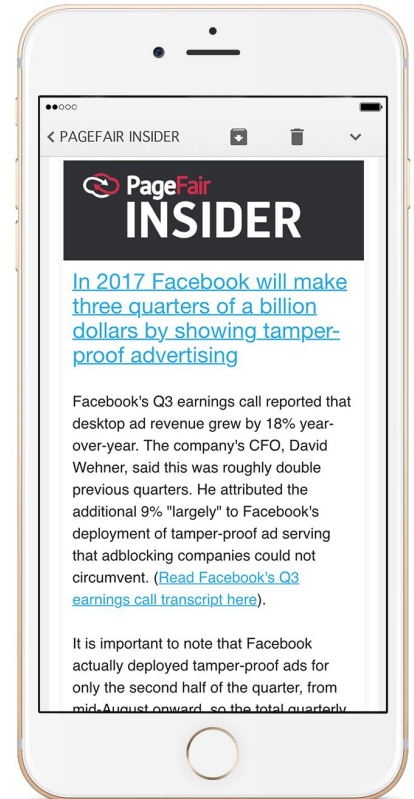 PAGEFAIR INSIDER
PageFair
INSIDER
In 2017 Facebook will make
three quarters of a billion
dollars by showing tamper-
proof advertising
Facebook's Q3 earnings call reported that
desktop ad revenue grew by 18% year-
over-year. The company's CFO, David
Wehner, said this was roughly double
previous quarters. He attributed the
additional 9% "largely" to Facebook's
deployment of tamper-proof ad serving
that adblocking companies could not
circumvent. (Read Facebook's Q3
earnings call transcript here).
It is important to note that Facebook
actually deployed tamper-proof ads for
only the second half of the quarter, from
mid-August onward, so the total quarterly